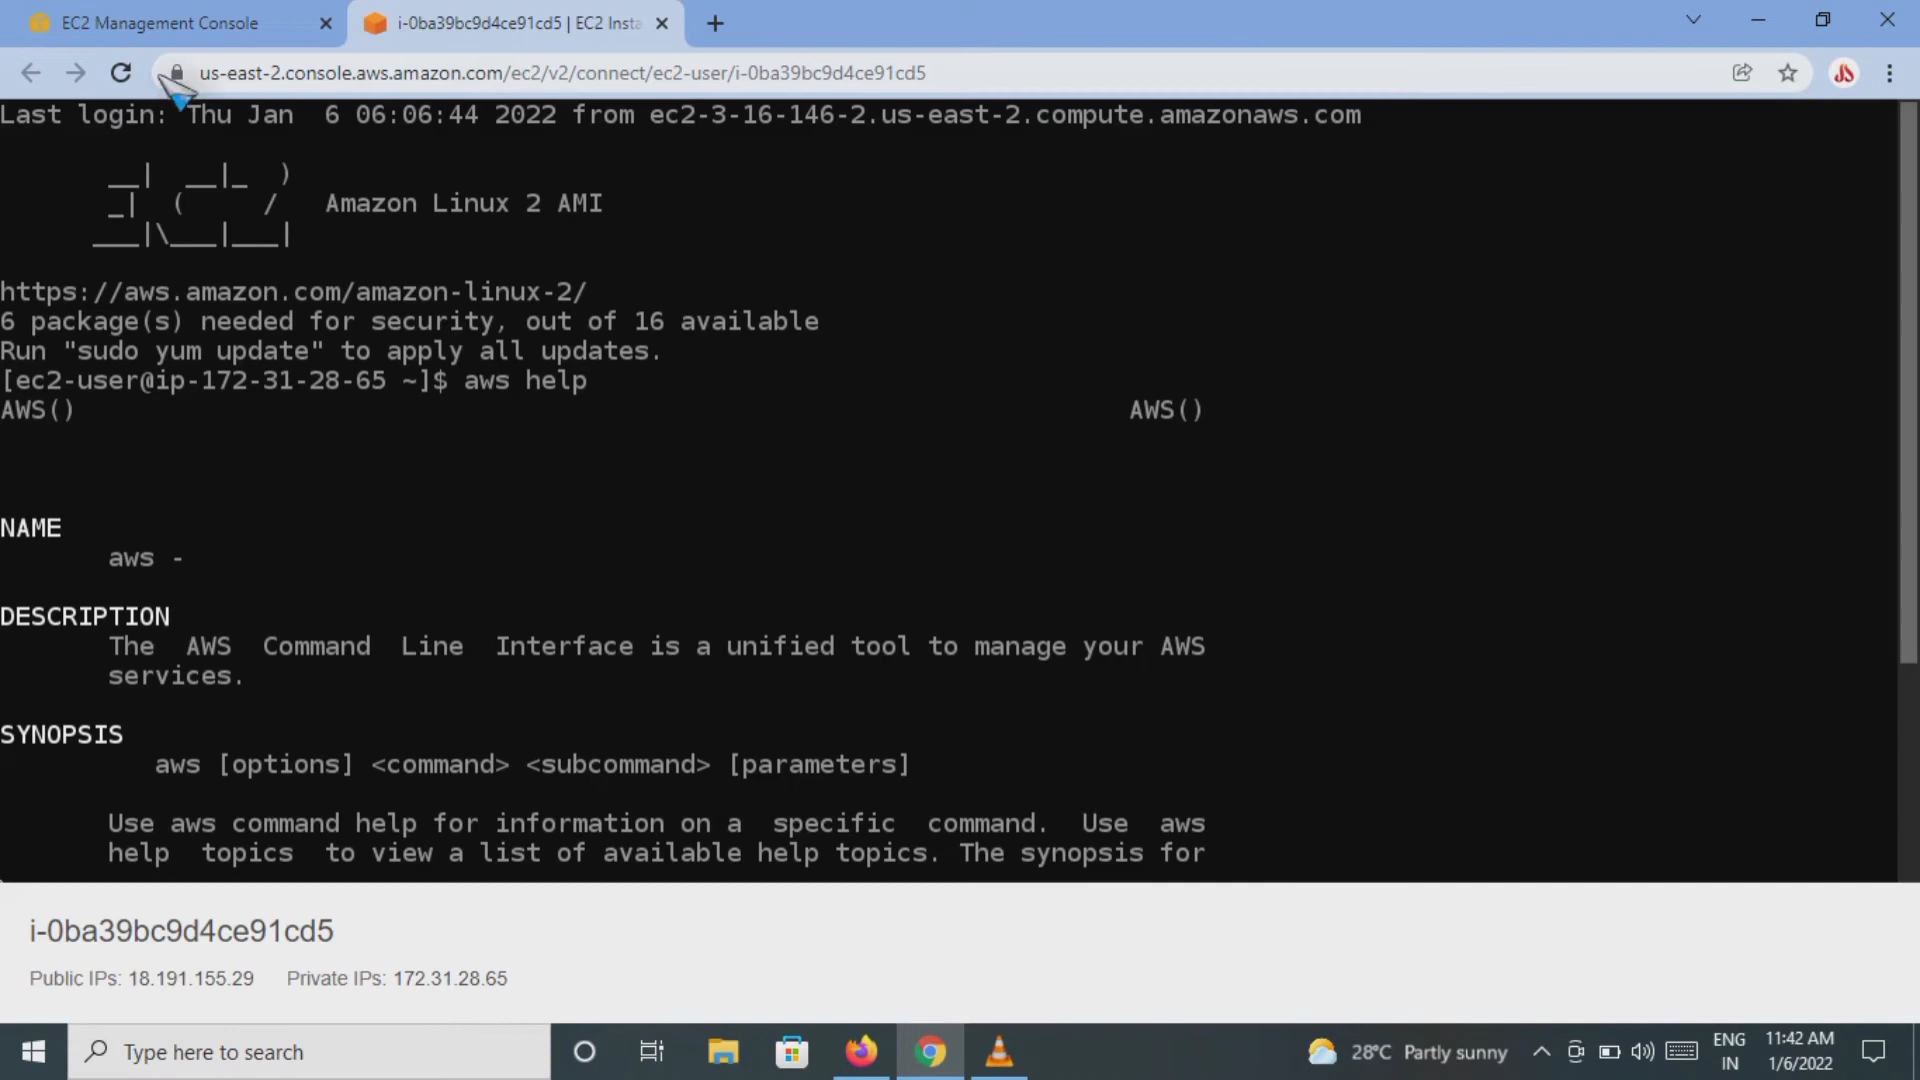 EC2 Management Console
i-0ba39bc9d4ce91cd5 | EC2 Insta
us-east-2.console.aws.amazon.com/ec2/v2/connect/ec2-user/i-0ba39bc9d4ce91cd5
Last login: Thu Jan  6 06:06:44 2022 from ec2-3-16-146-2.us-east-2.compute.amazonaws.com
       __|  __|_  )
       _|  (     /   Amazon Linux 2 AMI
      ___|\___|___|
https://aws.amazon.com/amazon-linux-2/
6 package(s) needed for security, out of 16 available
Run "sudo yum update" to apply all updates.
[ec2-user@ip-172-31-28-65 ~]$ aws help
AWS()                                                                    AWS()
NAME
       aws -
DESCRIPTION
       The  AWS  Command  Line  Interface is a unified tool to manage your AWS
       services.
SYNOPSIS
          aws [options] <command> <subcommand> [parameters]
       Use aws command help for information on a  specific  command.  Use  aws
       help  topics  to view a list of available help topics. The synopsis for
i-0ba39bc9d4ce91cd5
Public IPs: 18.191.155.29 Private IPs: 172.31.28.65
Type here to search
28°C Partly sunny
ENG
IN
11:42 AM
1/6/2022